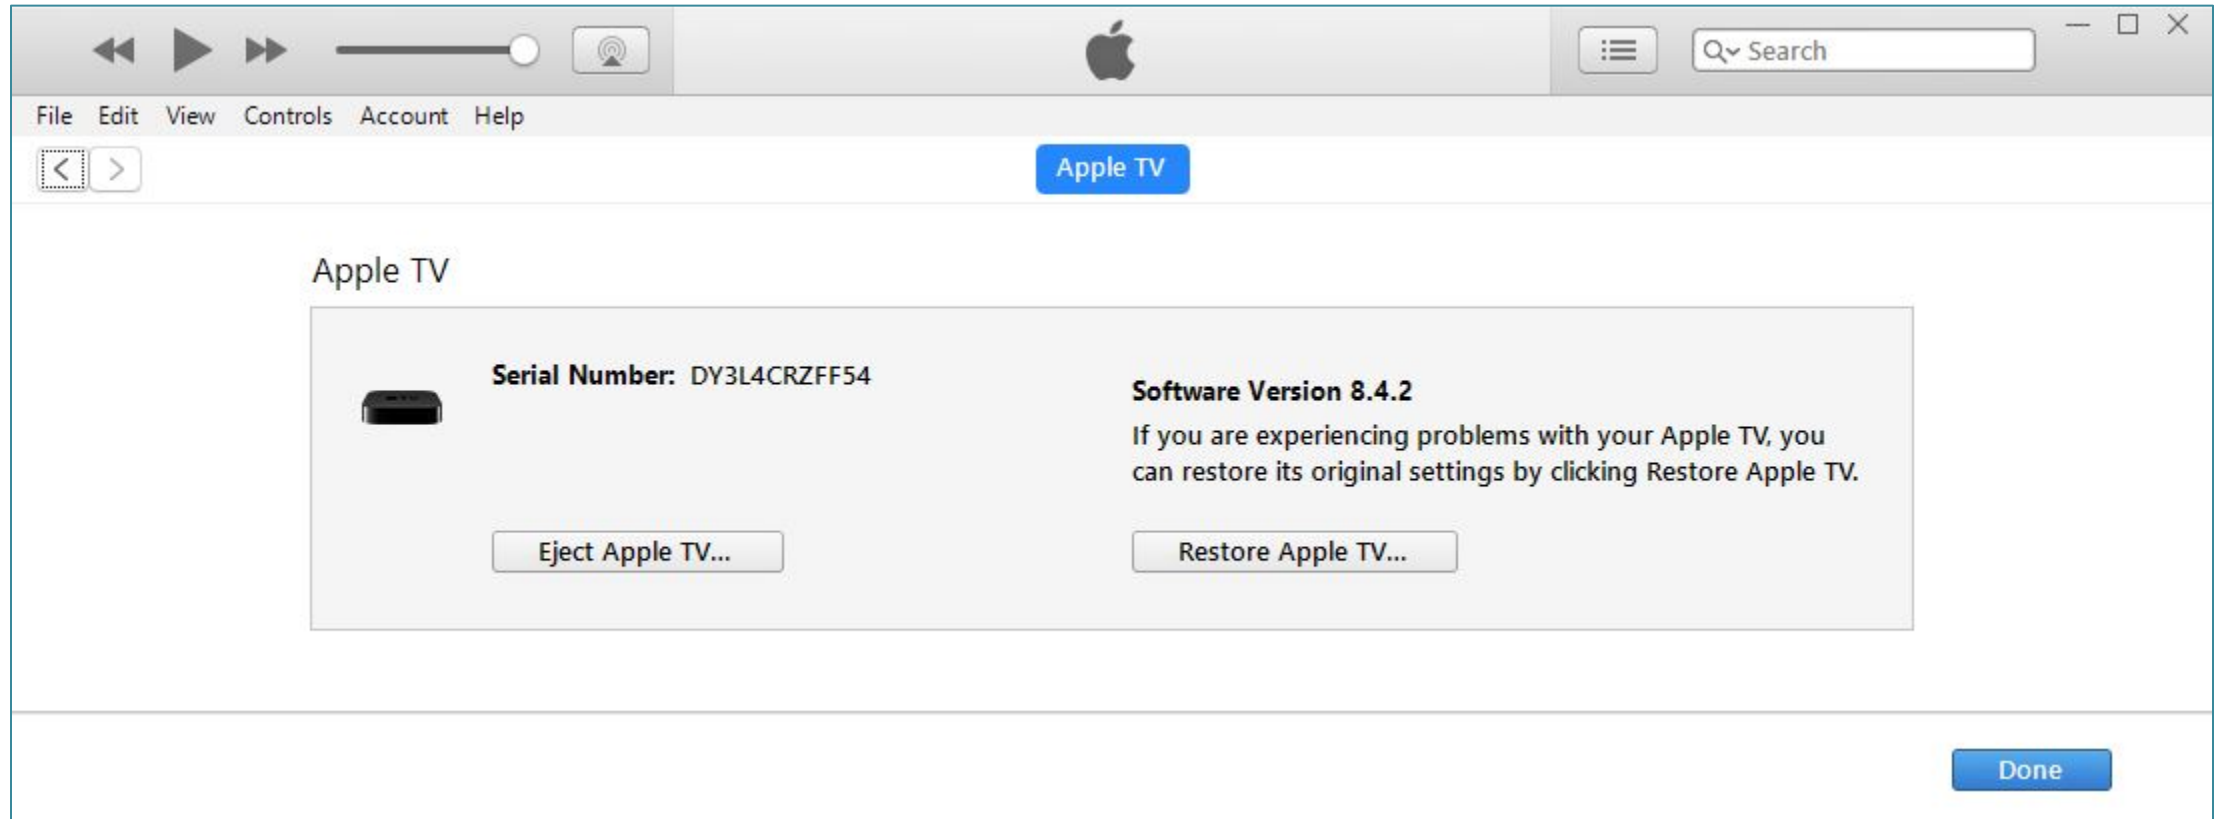 Search
File Edit View Controls Account Help
Apple TV
Apple TV
Serial Number: DY3L4CRZFF54
Software Version 8.4.2
If you are experiencing problems with your Apple TV, you
can restore its original settings by clicking Restore Apple TV.
Eject Apple TV...
Restore Apple TV...
Done